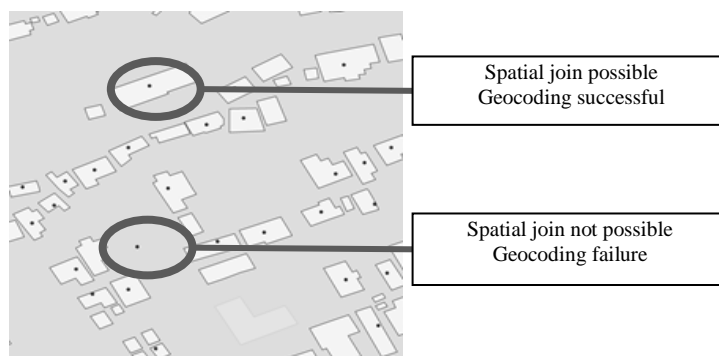 Spatial join possible
Geocoding successful
Spatial join not possible
Geocoding failure